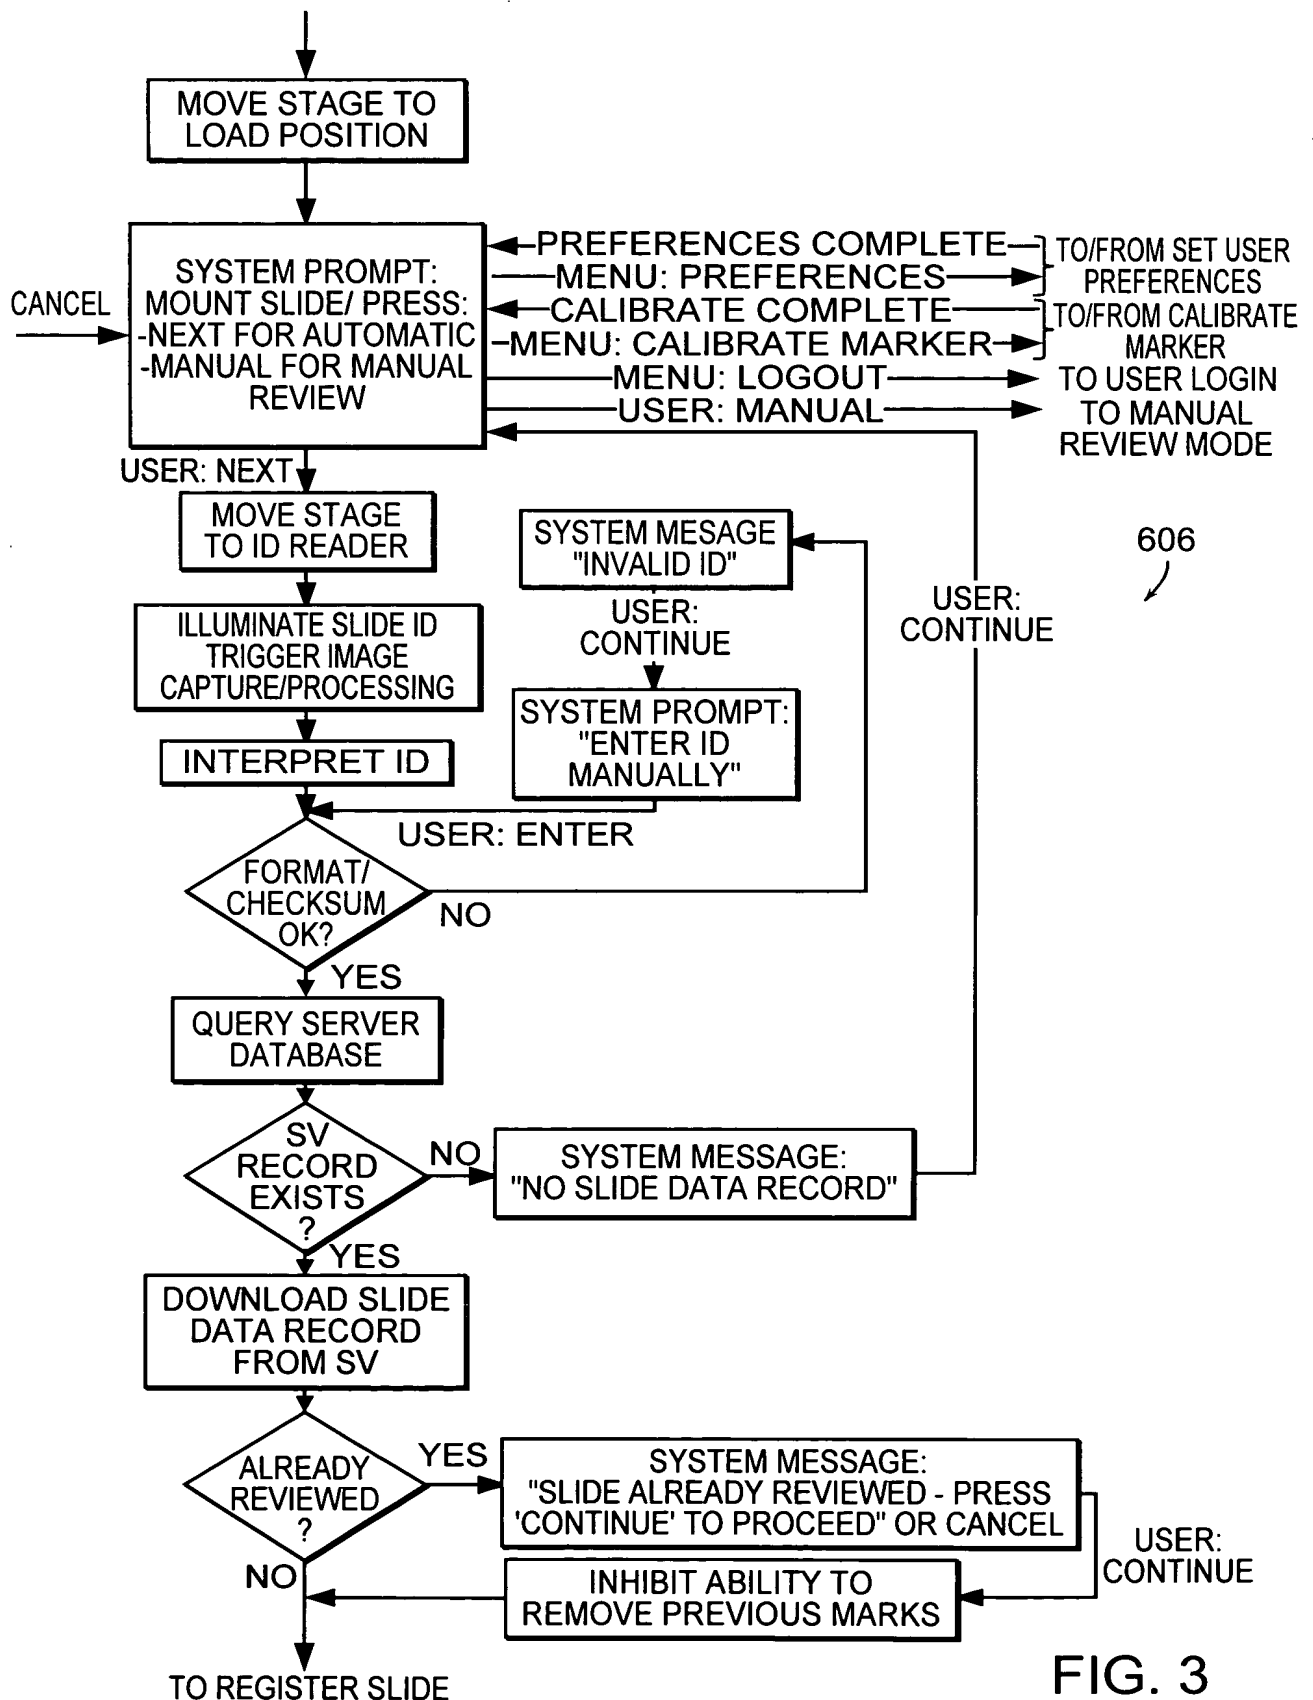 MOVE STAGE TO
LOAD POSITION
SYSTEM PROMPT:
MOUNT SLIDE/ PRESS:
-NEXT FOR AUTOMATIC
-MANUAL FOR MANUAL
REVIEW
CANCEL
PREFERENCES COMPLETE
MENU: PREFERENCES
TO/FROM SET USER
PREFERENCES
CALIBRATE COMPLETE
MENU: CALIBRATE MARKER
TO/FROM CALIBRATE
MARKER
MENU: LOGOUT
TO USER LOGIN
USER: MANUAL
TO MANUAL
REVIEW MODE
USER: NEXT
MOVE STAGE
TO ID READER
SYSTEM MESAGE
"INVALID ID"
606
USER:
CONTINUE
USER:
CONTINUE
ILLUMINATE SLIDE ID
TRIGGER IMAGE
CAPTURE/PROCESSING
SYSTEM PROMPT:
"ENTER ID
MANUALLY"
INTERPRET ID
USER: ENTER
FORMAT/
CHECKSUM
OK?
NO
YES
QUERY SERVER
DATABASE
SV
RECORD
EXISTS
?
NO
SYSTEM MESSAGE:
"NO SLIDE DATA RECORD"
YES
DOWNLOAD SLIDE
DATA RECORD
FROM SV
ALREADY
REVIEWED
?
YES
SYSTEM MESSAGE:
"SLIDE ALREADY REVIEWED - PRESS
'CONTINUE' TO PROCEED" OR CANCEL
USER:
CONTINUE
NO
INHIBIT ABILITY TO
REMOVE PREVIOUS MARKS
TO REGISTER SLIDE
FIG. 3